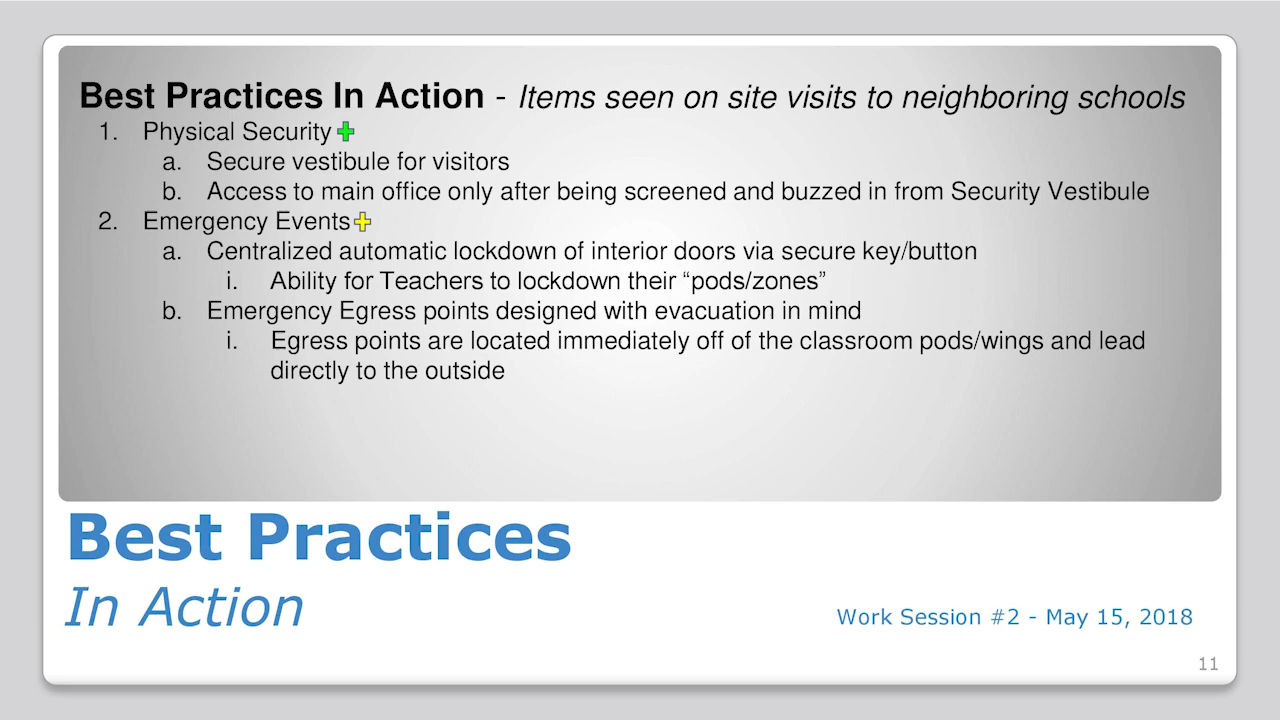 Best Practices In Action - Items seen on site visits to neighboring schools
1. Physical Security
a. Secure vestibule for visitors
b. Access to main office only after being screened and buzzed in from Security Vestibule
2. Emergency Events
a. Centralized automatic lockdown of interior doors via secure key/button
i. Ability for Teachers to lockdown their “pods/zones”
b. Emergency Egress points designed with evacuation in mind
i. Egress points are located immediately off of the classroom pods/wings and lead
directly to the outside
Best Practices
In Action
Work Session #2 - May 15, 2018
11